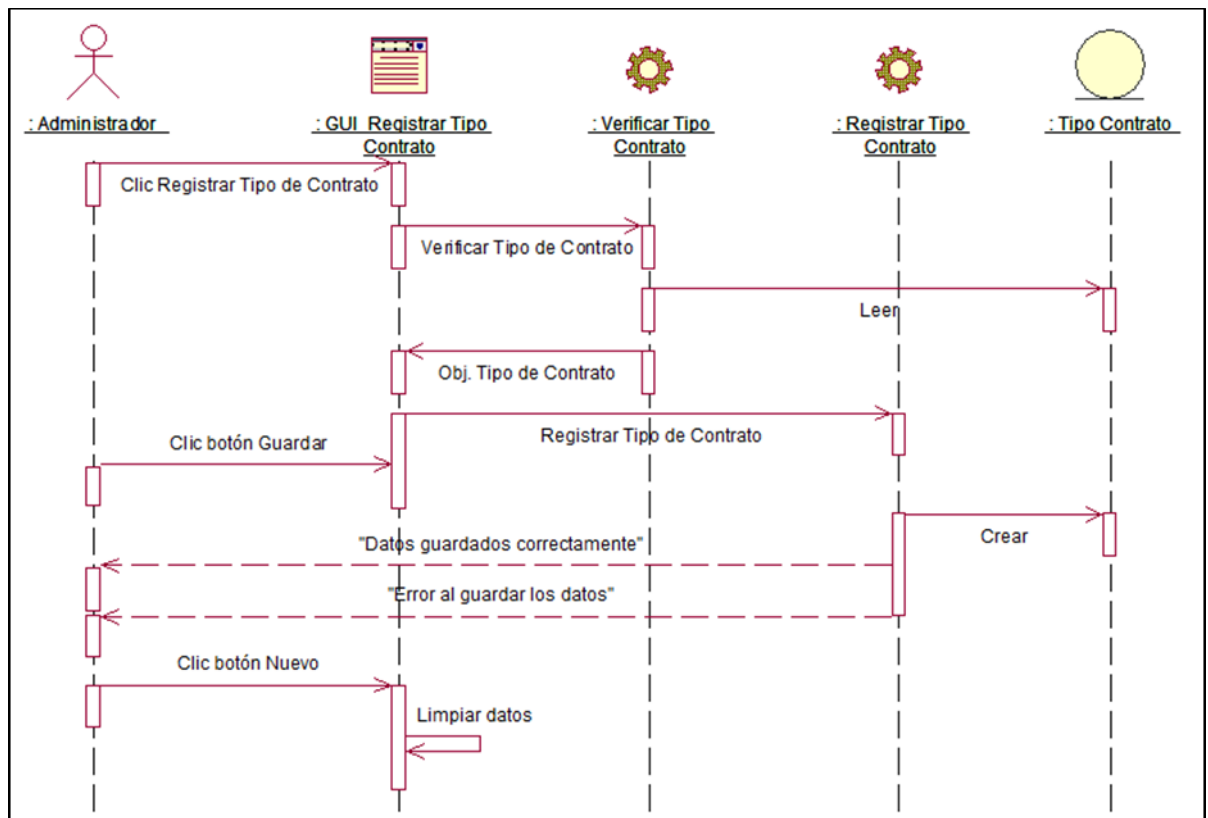 : Administrador
: GUI Registrar Tipo
Contrato
: Verificar Tipo
Contrato
: Registrar Tipo
Contrato
: Tipo Contrato
Clic Registrar Tipo de Contrato
Verificar Tipo de Contrato
Leer
Obj. Tipo de Contrato
Registrar Tipo de Contrato
Clic botón Guardar
Crear
"Datos guardados correctamente"
"Error al guardar los datos"
Clic botón Nuevo
Limpiar datos